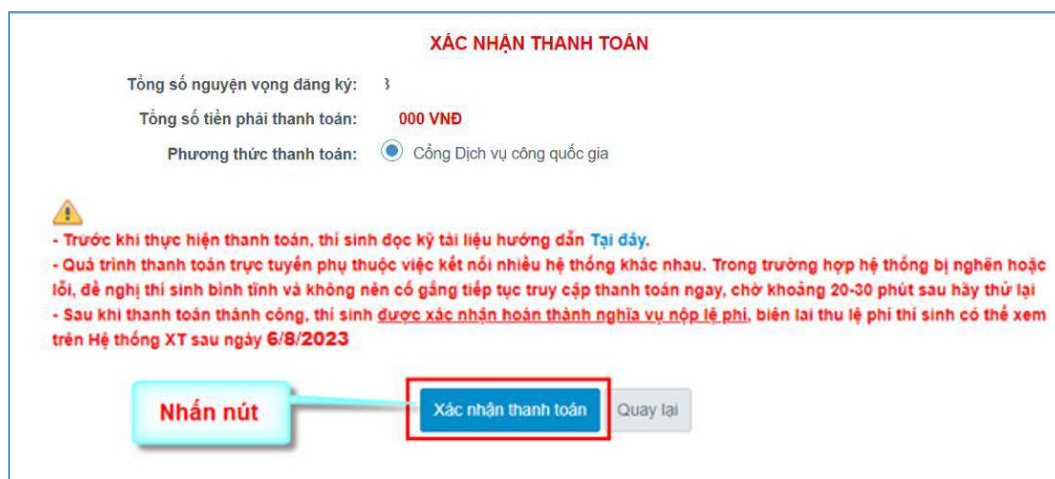 XÁC NHẬN THANH TOÁN
Tổng số nguyện vọng đăng ký:
Tổng số tiền phải thanh toán: 000 VNĐ
Phương thức thanh toán: Cổng Dịch vụ công quốc gia
- Trước khi thực hiện thanh toán, thí sinh đọc kỹ tài liệu hướng dẫn Tại đây.
- Quá trình thanh toán trực tuyến phụ thuộc việc kết nối nhiều hệ thống khác nhau. Trong trường hợp hệ thống bị nghẽn hoặc
lỗi, đề nghị thí sinh bình tĩnh và không nên cố gắng tiếp tục truy cập thanh toán ngay, chờ khoảng 20-30 phút sau hãy thử lại
- Sau khi thanh toán thành công, thí sinh được xác nhận hoàn thành nghĩa vụ nộp lệ phí, biên lai thu lệ phí thí sinh có thể xem
trên Hệ thống XT sau ngày 6/8/2023
Nhấn nút Xác nhận thanh toán Quay lại